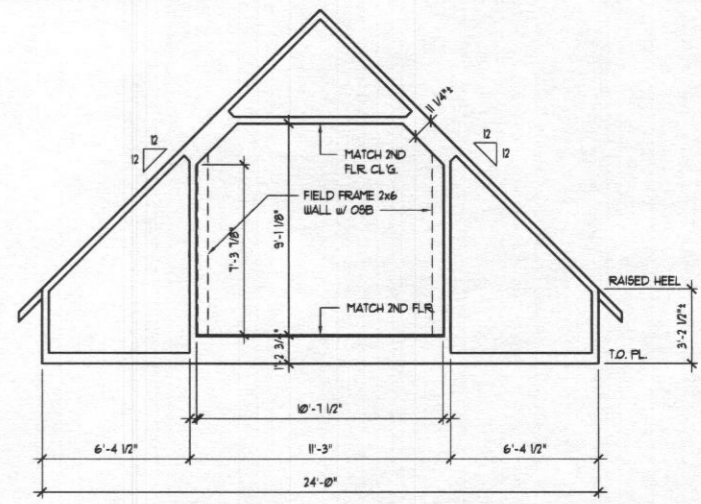 11 1/4"±
12
12
12
12
MATCH 2ND
FLR. CL'G.
FIELD FRAME 2x6
WALL w/ OSB
7'-3 7/8"
9'-1 1/8"
MATCH 2ND FLR.
RAISED HEEL
3'-2 1/2"±
1'-2 3/4"
T.O. PL.
10'-7 1/2"
6'-4 1/2"
11'-3"
6'-4 1/2"
24'-0"